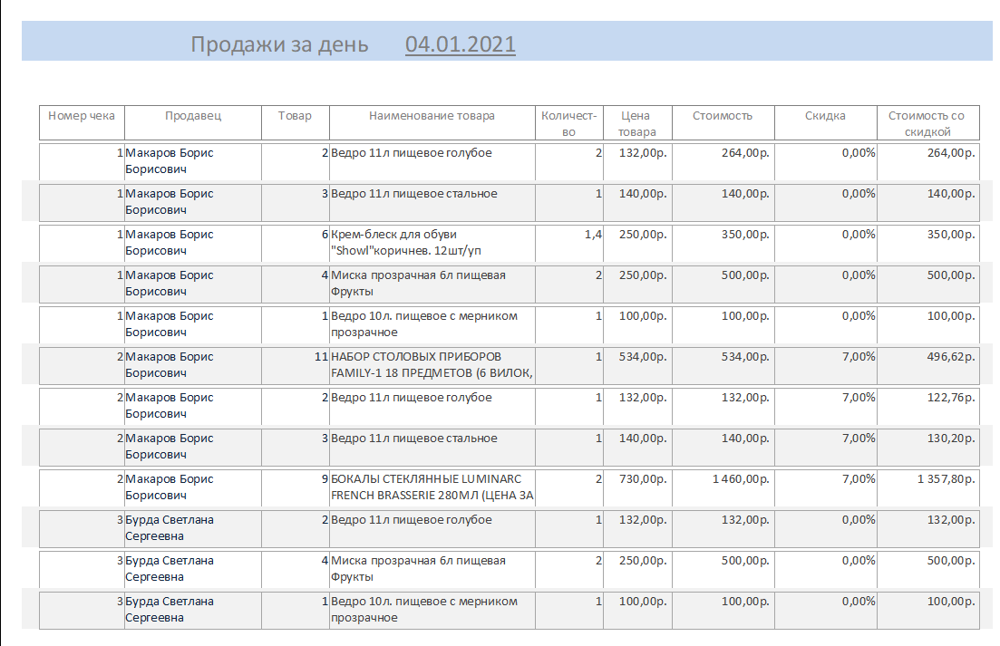 Продажи за день 04.01.2021
Номер чека Продавец Товар Наименование товара Количест- Цена Стоимость Скидка Стоимость со
во товара скидкой
1 Макаров Борис 2 Ведро 11л пищевое голубое 2 132,00р. 264,00р. 0,00% 264,00р.
Борисович
1 Макаров Борис 3 Ведро 11л пищевое стальное 1 140,00р. 140,00р. 0,00% 140,00р.
Борисович
1 Макаров Борис 6 Крем-блеск для обуви 1,4 250,00р. 350,00р. 0,00% 350,00р.
Борисович "Showl"коричнев. 12шт/уп
1 Макаров Борис 4 Миска прозрачная 6л пищевая 2 250,00р. 500,00р. 0,00% 500,00р.
Борисович Фрукты
1 Макаров Борис 1 Ведро 10л. пищевое с мерником 1 100,00р. 100,00р. 0,00% 100,00р.
Борисович прозрачное
2 Макаров Борис 11 НАБОР СТОЛОВЫХ ПРИБОРОВ 1 534,00р. 534,00р. 7,00% 496,62р.
Борисович FAMILY-1 18 ПРЕДМЕТОВ (6 ВИЛОК,
2 Макаров Борис 2 Ведро 11л пищевое голубое 1 132,00р. 132,00р. 7,00% 122,76р.
Борисович
2 Макаров Борис 3 Ведро 11л пищевое стальное 1 140,00р. 140,00р. 7,00% 130,20р.
Борисович
2 Макаров Борис 9 БОКАЛЫ СТЕКЛЯННЫЕ LUMINARC 2 730,00р. 1 460,00р. 7,00% 1 357,80р.
Борисович FRENCH BRASSERIE 280МЛ (ЦЕНА ЗА
3 Бурда Светлана 2 Ведро 11л пищевое голубое 1 132,00р. 132,00р. 0,00% 132,00р.
Сергеевна
3 Бурда Светлана 4 Миска прозрачная 6л пищевая 2 250,00р. 500,00р. 0,00% 500,00р.
Сергеевна Фрукты
3 Бурда Светлана 1 Ведро 10л. пищевое с мерником 1 100,00р. 100,00р. 0,00% 100,00р.
Сергеевна прозрачное